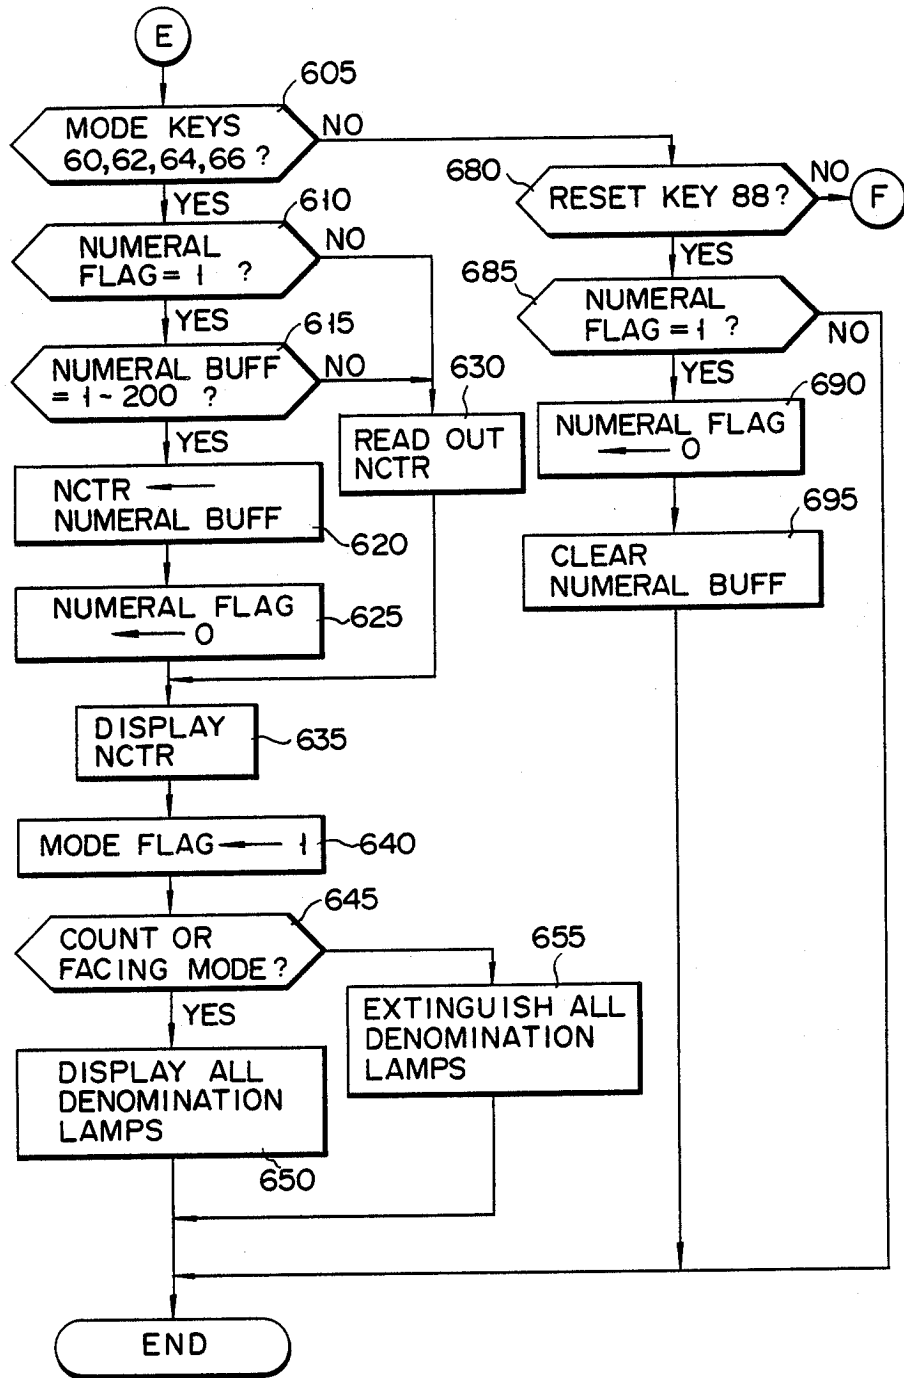 E
605
MODE KEYS
60,62,64,66 ?
NO
YES
610
NUMERAL
FLAG = 1 ?
NO
YES
615
NUMERAL BUFF
= 1 ~ 200 ?
NO
YES
630
READ OUT
NCTR
NCTR ←
NUMERAL BUFF
620
NUMERAL FLAG
← 0
625
DISPLAY
NCTR
635
MODE FLAG ← 1
640
645
COUNT OR
FACING MODE ?
YES
655
EXTINGUISH ALL
DENOMINATION
LAMPS
DISPLAY ALL
DENOMINATION
LAMPS
650
END
680
RESET KEY 88 ?
NO
F
YES
685
NUMERAL
FLAG = 1 ?
NO
YES
690
NUMERAL FLAG
← 0
695
CLEAR
NUMERAL BUFF